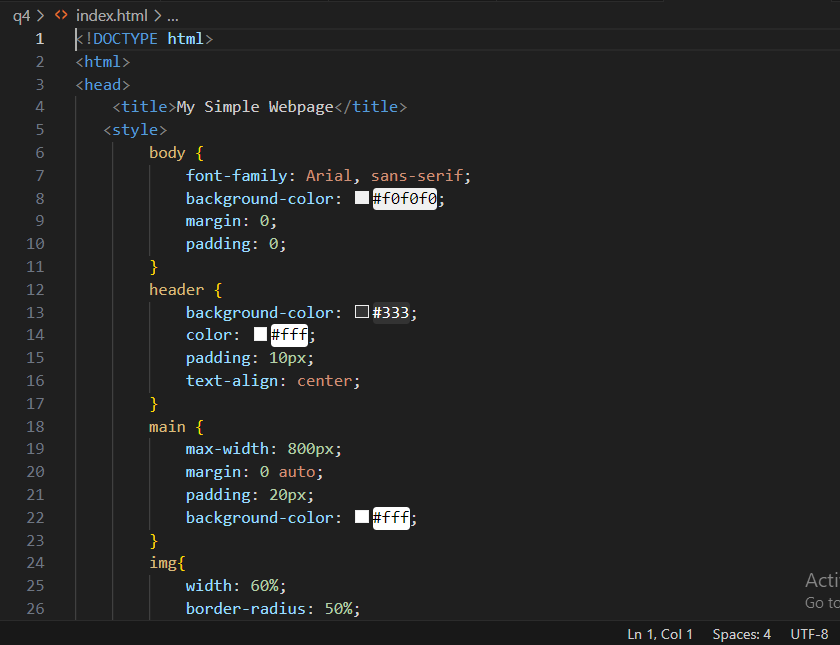 q4 > <> index.html > ...
1 <!DOCTYPE html>
2 <html>
3 <head>
4     <title>My Simple Webpage</title>
5    <style>
6         body {
7             font-family: Arial, sans-serif;
8             background-color: #f0f0f0;
9             margin: 0;
10             padding: 0;
11         }
12         header {
13             background-color: #333;
14             color: #fff;
15             padding: 10px;
16             text-align: center;
17         }
18         main {
19             max-width: 800px;
20             margin: 0 auto;
21             padding: 20px;
22             background-color: #fff;
23         }
24         img{
25             width: 60%;
26             border-radius: 50%;
Acti
Go to
Ln 1, Col 1 Spaces: 4 UTF-8